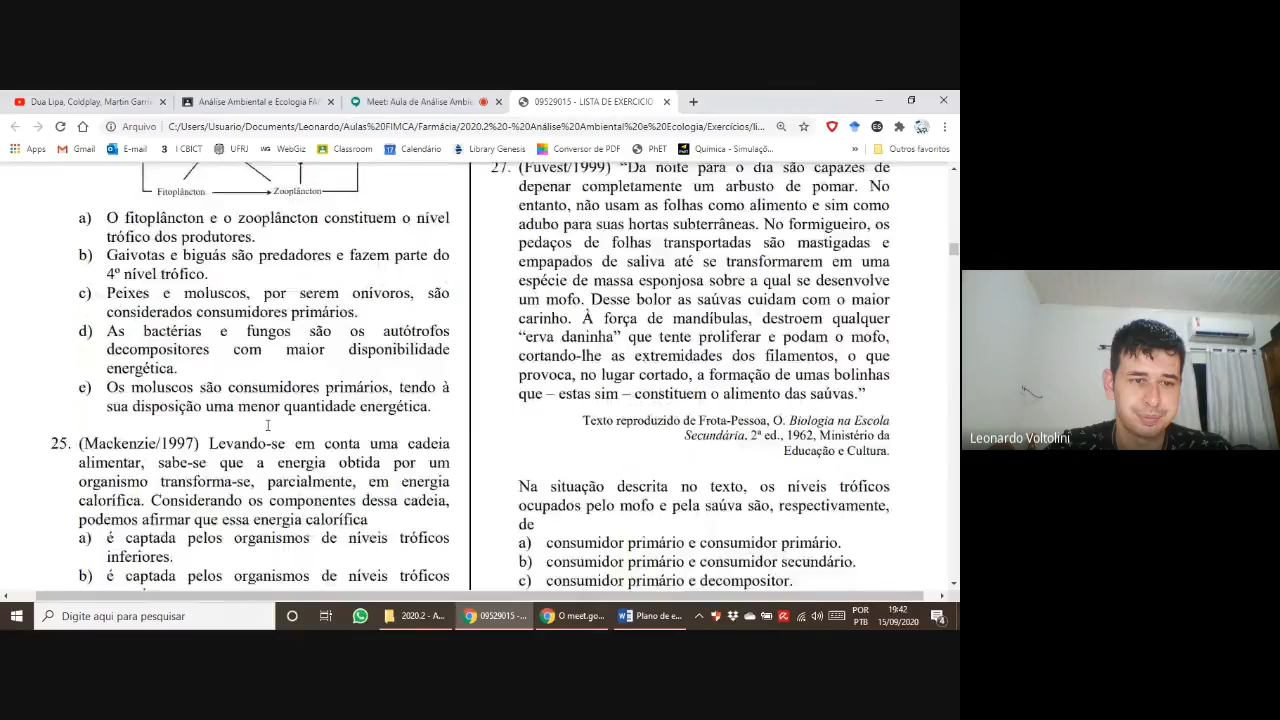 Dua Lipa, Coldplay, Martin Garri
Análise Ambiental e Ecologia FA
Meet: Aula de Análise Ambie
09529015 - LISTA DE EXERCICIO
Arquivo
C:/Users/Usuario/Documents/Leonardo/Aulas%20FIMCA/Farmácia/2020.2%20-%20Análise%20Ambiental%20e%20Ecologia/Exercícios/li...
Apps
Gmail
E-mail
I CBICT
UFRJ
WebGiz
Classroom
Calendário
Library Genesis
Conversor de PDF
PhET
Química - Simulaçõ...
»
Outros favoritos
Fitoplâncton
Zooplâncton
a) O fitoplâncton e o zooplâncton constituem o nível
trófico dos produtores.
b) Gaivotas e biguás são predadores e fazem parte do
4º nível trófico.
c) Peixes e moluscos, por serem onívoros, são
considerados consumidores primários.
d) As bactérias e fungos são os autótrofos
decompositores com maior disponibilidade
energética.
e) Os moluscos são consumidores primários, tendo à
sua disposição uma menor quantidade energética.
25. (Mackenzie/1997) Levando-se em conta uma cadeia
alimentar, sabe-se que a energia obtida por um
organismo transforma-se, parcialmente, em energia
calorífica. Considerando os componentes dessa cadeia,
podemos afirmar que essa energia calorífica
a) é captada pelos organismos de níveis tróficos
inferiores.
b) é captada pelos organismos de níveis tróficos
27. (Fuvest/1999) “Da noite para o dia são capazes de
depenar completamente um arbusto de pomar. No
entanto, não usam as folhas como alimento e sim como
adubo para suas hortas subterrâneas. No formigueiro, os
pedaços de folhas transportadas são mastigadas e
empapados de saliva até se transformarem em uma
espécie de massa esponjosa sobre a qual se desenvolve
um mofo. Desse bolor as saúvas cuidam com o maior
carinho. À força de mandíbulas, destroem qualquer
“erva daninha” que tente proliferar e podam o mofo,
cortando-lhe as extremidades dos filamentos, o que
provoca, no lugar cortado, a formação de umas bolinhas
que – estas sim – constituem o alimento das saúvas.”
Texto reproduzido de Frota-Pessoa, O. Biologia na Escola
Secundária. 2ª ed., 1962, Ministério da
Educação e Cultura.
Na situação descrita no texto, os níveis tróficos
ocupados pelo mofo e pela saúva são, respectivamente,
de
a) consumidor primário e consumidor primário.
b) consumidor primário e consumidor secundário.
c) consumidor primário e decompositor.
Leonardo Voltolini
Digite aqui para pesquisar
2020.2 - A...
09529015 -...
O meet.go...
Plano de e...
POR
PTB
19:42
15/09/2020
4